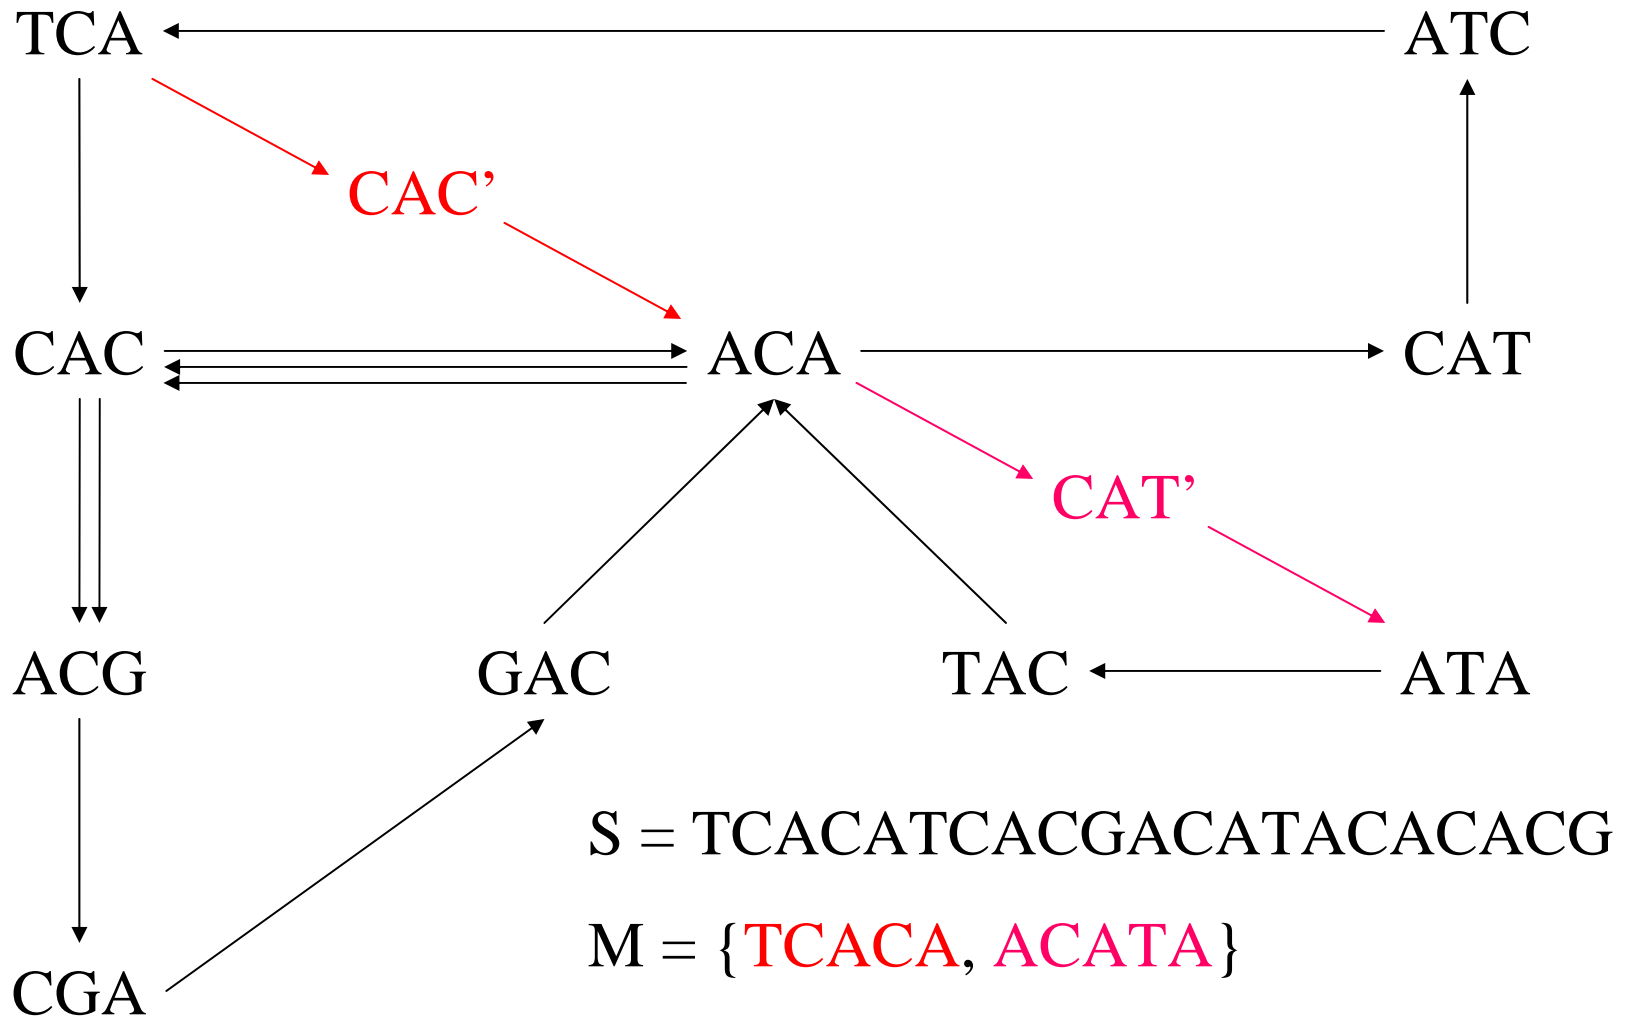 TCA ATC
CAC’
CAC ACA CAT
CAT’
ACG GAC TAC ATA
S = TCACATCACGACATACACACG
M = {TCACA, ACATA}
CGA